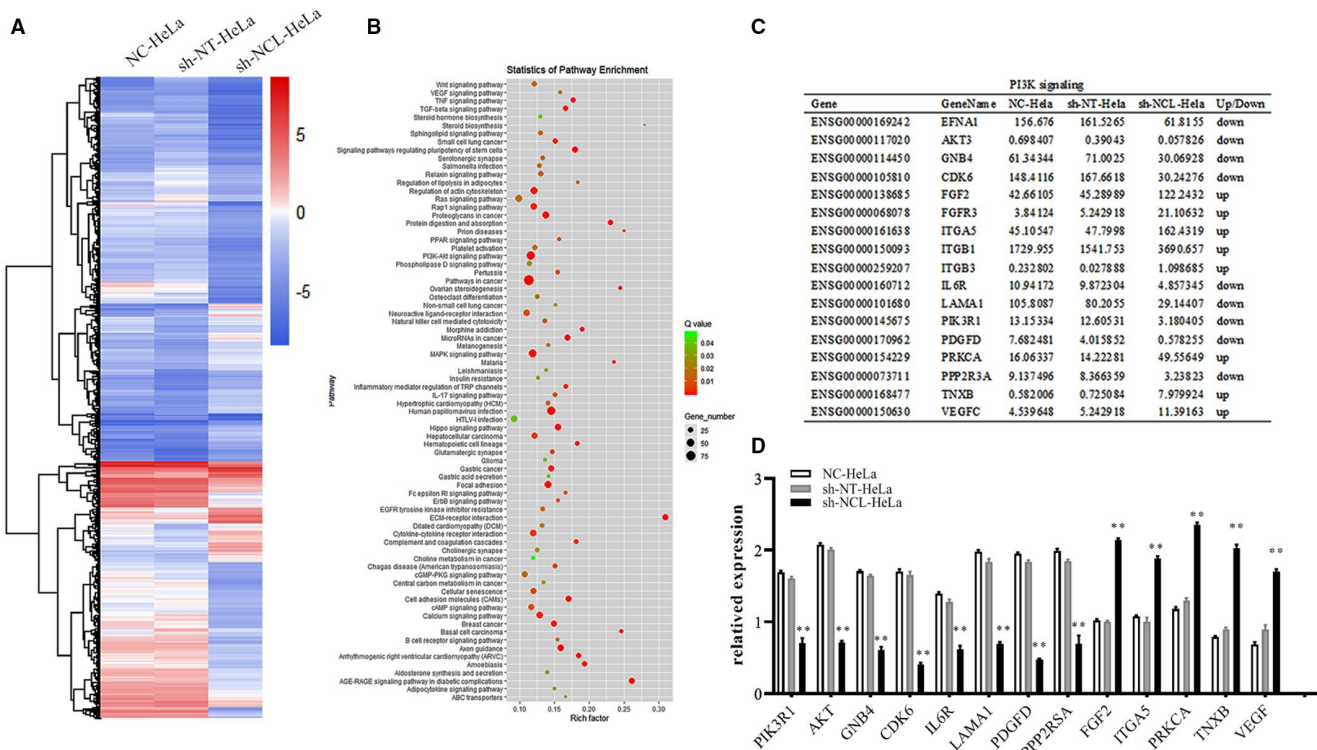 A
NC-HeLa
sh-NT-HeLa
sh-NCL-HeLa
5
0
-5
B
Statistics of Pathway Enrichment
Wnt signaling pathway
VEGF signaling pathway
TNF signaling pathway
TGF-beta signaling pathway
Steroid hormone biosynthesis
Steroid biosynthesis
Sphingolipid signaling pathway
Small cell lung cancer
Signaling pathways regulating pluripotency of stem cells
Serotonergic synapse
Salmonella infection
Relaxin signaling pathway
Regulation of lipolysis in adipocytes
Regulation of actin cytoskeleton
Ras signaling pathway
Rap1 signaling pathway
Proteoglycans in cancer
Protein digestion and absorption
Prion diseases
PPAR signaling pathway
Platelet activation
PI3K-Akt signaling pathway
Phospholipase D signaling pathway
Pertussis
Pathways in cancer
Ovarian steroidogenesis
Osteoclast differentiation
Non-small cell lung cancer
Neuroactive ligand-receptor interaction
Natural killer cell mediated cytotoxicity
Morphine addiction
MicroRNAs in cancer
Melanogenesis
MAPK signaling pathway
Malaria
Leishmaniasis
Insulin resistance
Inflammatory mediator regulation of TRP channels
IL-17 signaling pathway
Hypertrophic cardiomyopathy (HCM)
Human papillomavirus infection
HTLV-I infection
Hippo signaling pathway
Hepatocellular carcinoma
Hematopoietic cell lineage
Glutamatergic synapse
Glioma
Gastric cancer
Gastric acid secretion
Focal adhesion
Fc epsilon RI signaling pathway
ErbB signaling pathway
EGFR tyrosine kinase inhibitor resistance
ECM-receptor interaction
Dilated cardiomyopathy (DCM)
Cytokine-cytokine receptor interaction
Complement and coagulation cascades
Cholinergic synapse
Choline metabolism in cancer
Chagas disease (American trypanosomiasis)
cGMP-PKG signaling pathway
Central carbon metabolism in cancer
Cellular senescence
Cell adhesion molecules (CAMs)
cAMP signaling pathway
Calcium signaling pathway
Breast cancer
Basal cell carcinoma
B cell receptor signaling pathway
Axon guidance
Arrhythmogenic right ventricular cardiomyopathy (ARVC)
Amoebiasis
Aldosterone synthesis and secretion
AGE-RAGE signaling pathway in diabetic complications
Adipocytokine signaling pathway
ABC transporters
Pathway
0.10 0.15 0.20 0.25 0.30
Rich factor
Q value
0.04
0.03
0.02
0.01
Gene_number
25
50
75
C
PI3K signaling
Gene GeneName NC-Hela sh-NT-Hela sh-NCL-Hela Up/Down
ENSG00000169242 EFNA1 156.676 161.5265 61.8155 down
ENSG00000117020 AKT3 0.698407 0.39043 0.057826 down
ENSG00000114450 GNB4 61.34344 71.0025 30.06928 down
ENSG00000105810 CDK6 148.4116 167.6618 30.24276 down
ENSG00000138685 FGF2 42.66105 45.28989 122.2432 up
ENSG00000068078 FGFR3 3.84124 5.242918 21.10632 up
ENSG00000161638 ITGA5 45.10547 47.7998 162.4319 up
ENSG00000150093 ITGB1 1729.955 1541.753 3690.657 up
ENSG00000259207 ITGB3 0.232802 0.027888 1.098685 up
ENSG00000160712 IL6R 10.94172 9.872304 4.857345 down
ENSG00000101680 LAMA1 105.8087 80.2055 29.14407 down
ENSG00000145675 PIK3R1 13.15334 12.60531 3.180405 down
ENSG00000170962 PDGFD 7.682481 4.015852 0.578255 down
ENSG00000154229 PRKCA 16.06337 14.22281 49.55649 up
ENSG00000073711 PPP2R3A 9.137496 8.366359 3.23823 down
ENSG00000168477 TNXB 0.582006 0.725084 7.979924 up
ENSG00000150630 VEGFC 4.539648 5.242918 11.39163 up
D
NC-HeLa
sh-NT-HeLa
sh-NCL-HeLa
relatived expression
3
2
1
0
** ** ** ** ** ** ** ** ** ** ** ** **
PIK3R1 AKT GNB4 CDK6 IL6R LAMA1 PDGFD PPP2RSA FGF2 ITGA5 PRKCA TNXB VEGF